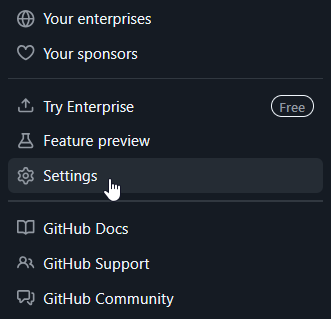 Your enterprises
Your sponsors
Try Enterprise Free
Feature preview
Settings
GitHub Docs
GitHub Support
GitHub Community